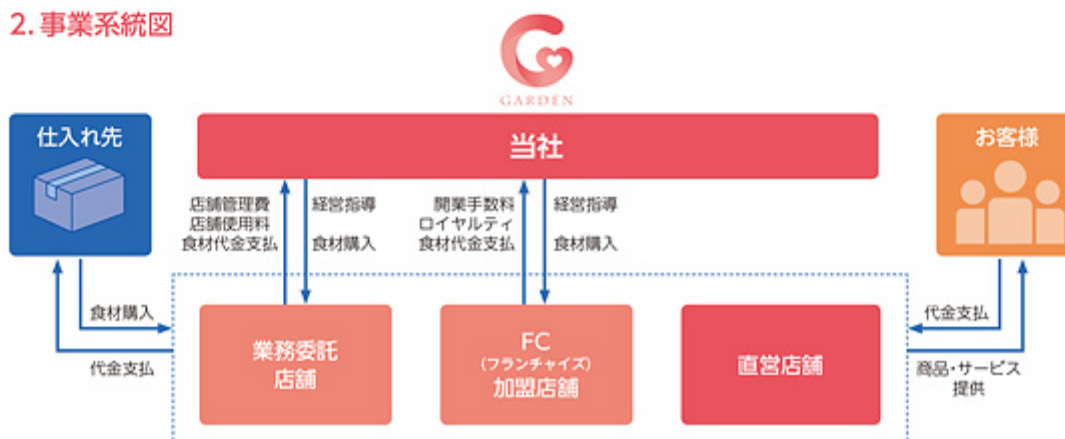 2. 事業系統図
GARDEN
仕入れ先
当社
お客様
店舗管理費
店舗使用料
食材代金支払
経営指導
食材購入
開業手数料
ロイヤルティ
食材代金支払
経営指導
食材購入
食材購入
代金支払
業務委託
店舗
FC
(フランチャイズ)
加盟店舗
直営店舗
代金支払
商品・サービス
提供